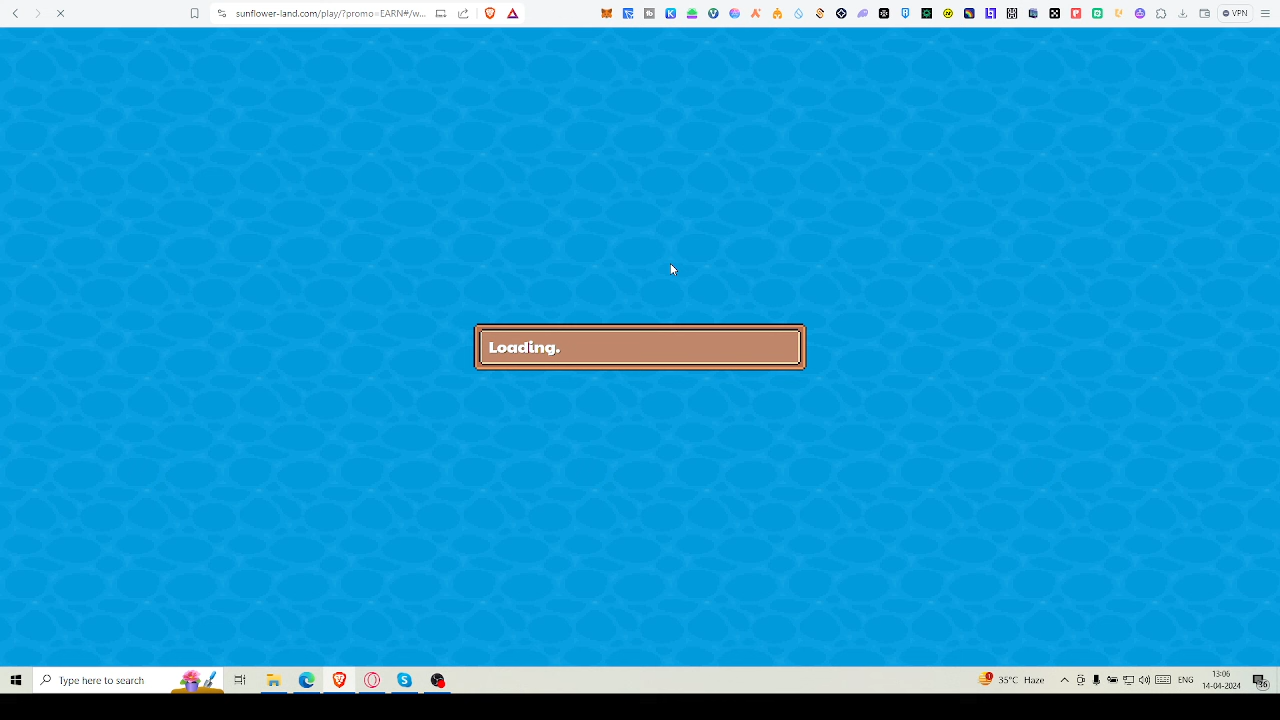 sunflower-land.com/play/?promo=EARN#/w...
VPN
Loading.
Type here to search
35°C Haze
ENG
13:06
14-04-2024